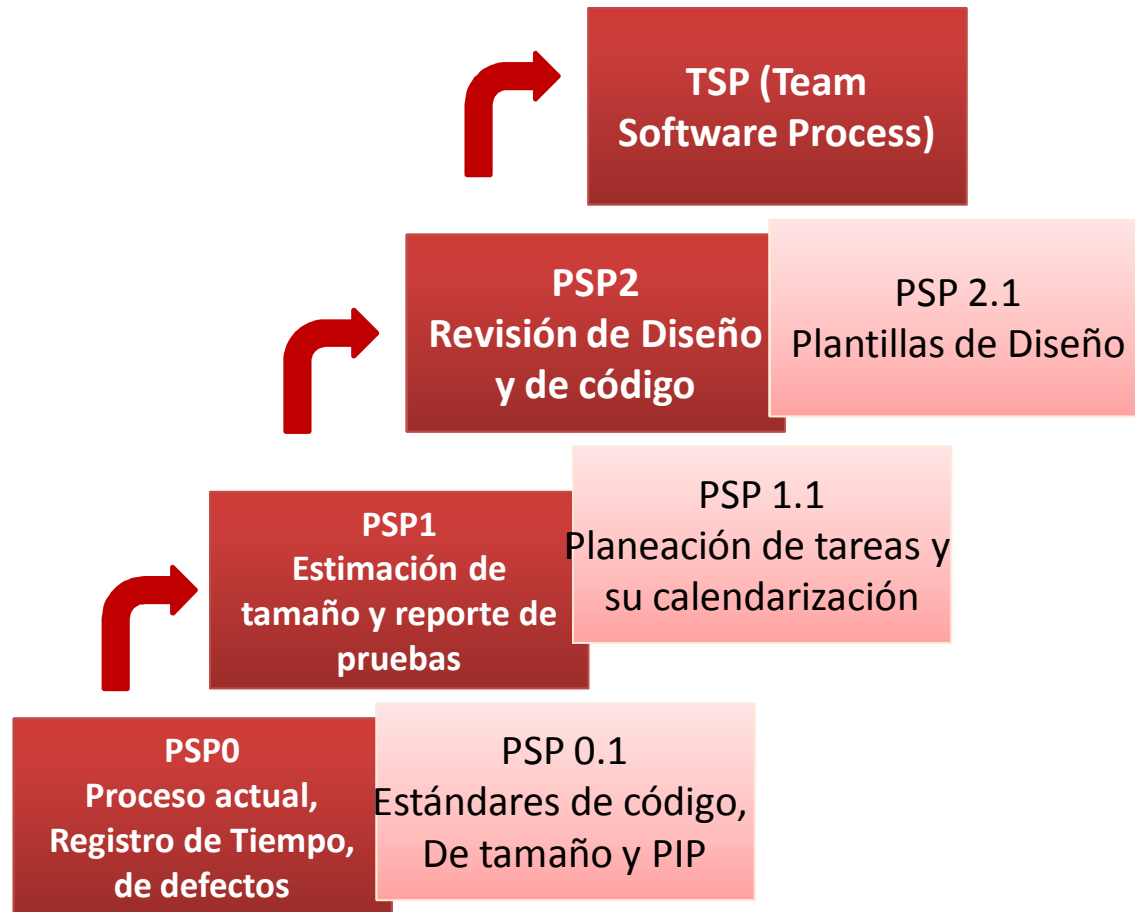 TSP (Team
Software Process)
PSP2
Revisión de Diseño
y de código
PSP 2.1
Plantillas de Diseño
PSP1
Estimación de
tamaño y reporte de
pruebas
PSP 1.1
Planeación de tareas y
su calendarización
PSP0
Proceso actual,
Registro de Tiempo,
de defectos
PSP 0.1
Estándares de código,
De tamaño y PIP